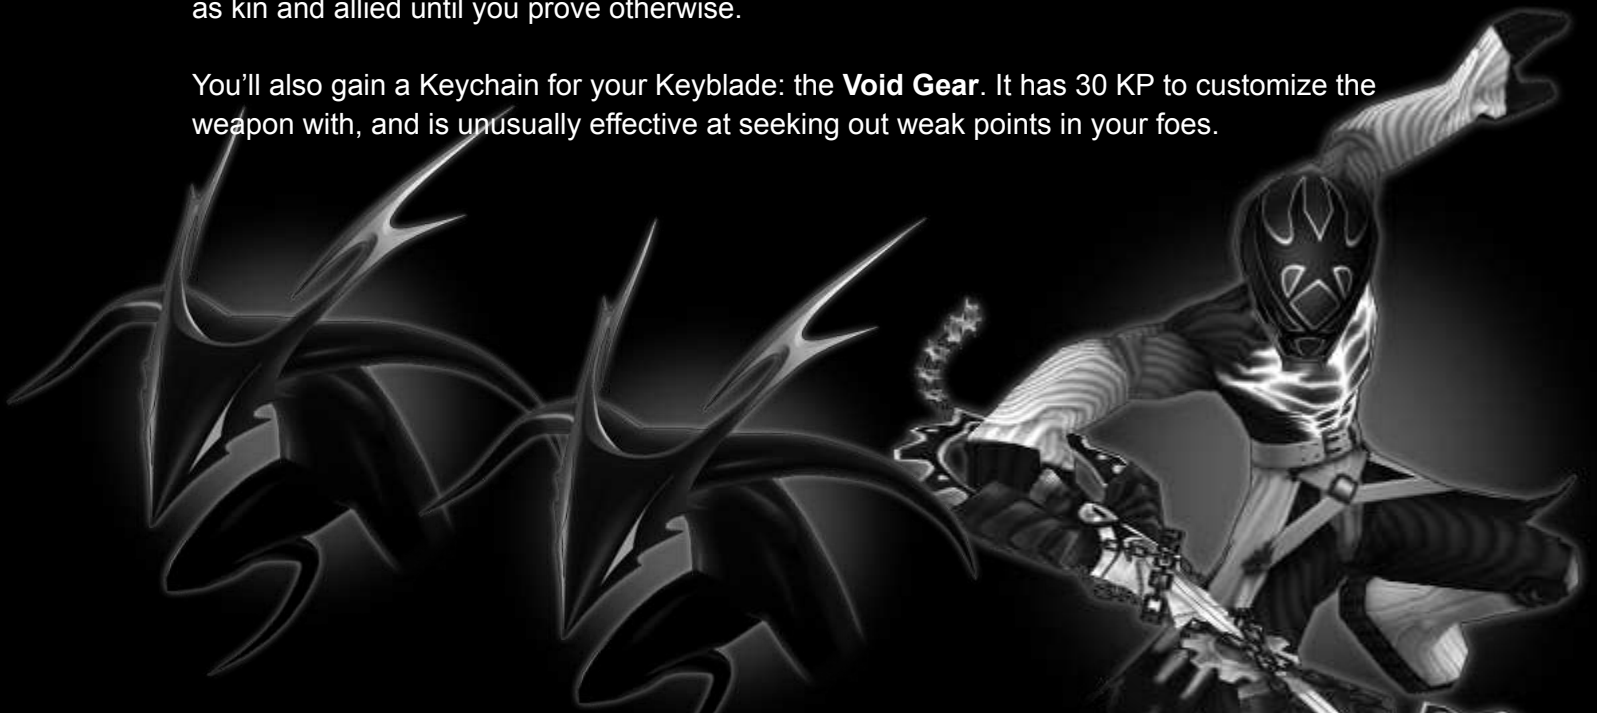 as kin and allied until you prove otherwise.
You’ll also gain a Keychain for your Keyblade: the Void Gear. It has 30 KP to customize the
weapon with, and is unusually effective at seeking out weak points in your foes.